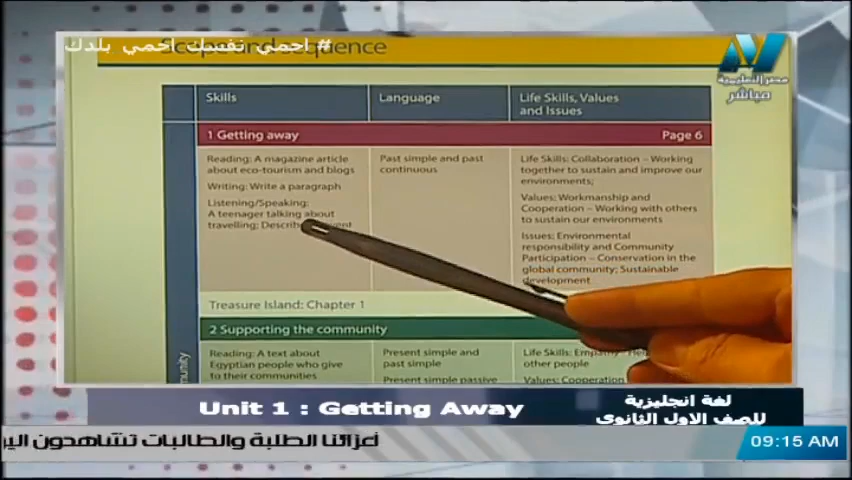 # احمي نفسك احمي بلدك
Scope and sequence
مصر التعليمية
مباشر
Skills
Language
Life Skills, Values
and Issues
1 Getting away
Page 6
Reading: A magazine article
about eco-tourism and blogs
Writing: Write a paragraph
Listening/Speaking:
A teenager talking about
travelling;
Past simple and past
continuous
Life Skills: Collaboration – Working
together to sustain and improve our
environments;
Values: Workmanship and
Cooperation – Working with others
to sustain our environments
Issues: Environmental
responsibility and Community
Participation – Conservation in the
global community; Sustainable
development
Treasure Island: Chapter 1
2 Supporting the community
Reading: A text about
Egyptian people who give
to their communities
Present simple and
past simple
Present simple passive
Life Skills:
other people
Values: Cooperation
Unit 1 : Getting Away
لغة انجليزية
للصف الاول الثانوى
أعزائنا الطلبة والطالبات تشاهدون
09:15 AM